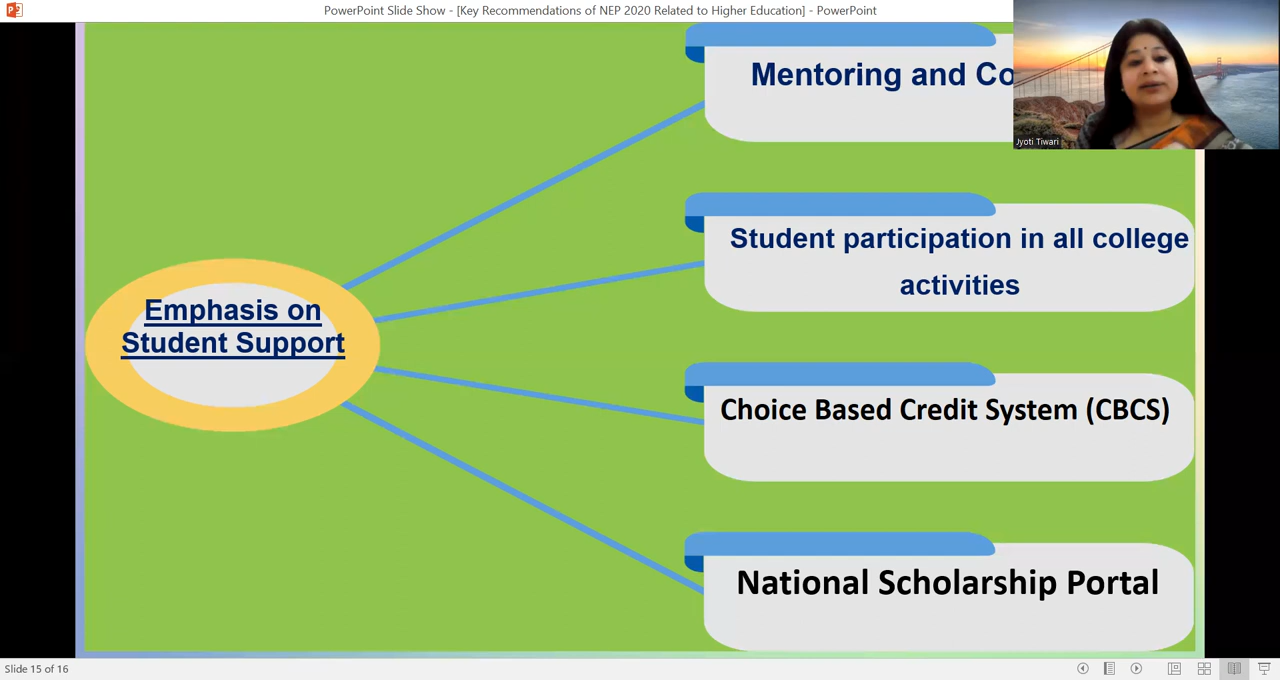 PowerPoint Slide Show - [Key Recommendations of NEP 2020 Related to Higher Education] - PowerPoint
Mentoring and Co
Jyoti Tiwari
Student participation in all college
activities
Emphasis on
Student Support
Choice Based Credit System (CBCS)
National Scholarship Portal
Slide 15 of 16